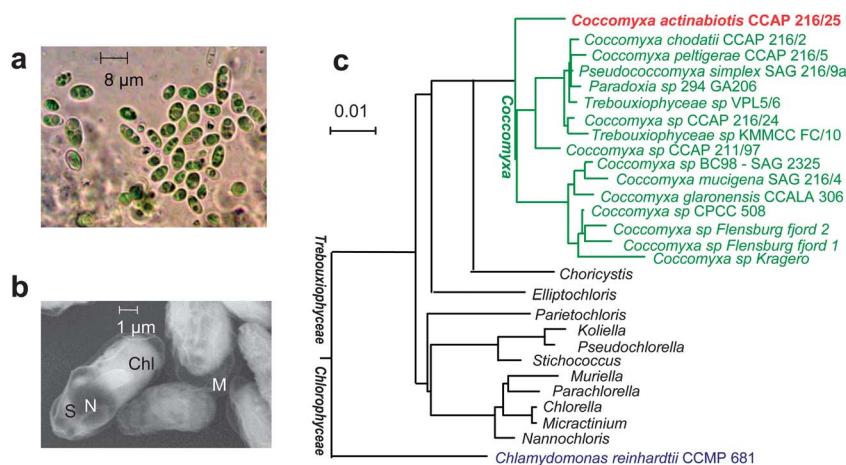 a
8 µm
b
1 µm
Chl
M
S
N
c
0.01
Trebouxiophyceae
Chlorophyceae
Coccomyxa
Coccomyxa actinabiotis CCAP 216/25
Coccomyxa chodatii CCAP 216/2
Coccomyxa peltigerae CCAP 216/5
Pseudococcomyxa simplex SAG 216/9a
Paradoxia sp 294 GA206
Trebouxiophyceae sp VPL5/6
Coccomyxa sp CCAP 216/24
Trebouxiophyceae sp KMMCC FC/10
Coccomyxa sp CCAP 211/97
Coccomyxa sp BC98 - SAG 2325
Coccomyxa mucigena SAG 216/4
Coccomyxa glaronensis CCALA 306
Coccomyxa sp CPCC 508
Coccomyxa sp Flensburg fjord 2
Coccomyxa sp Flensburg fjord 1
Coccomyxa sp Kragero
Choricystis
Elliptochloris
Parietochloris
Koliella
Pseudochlorella
Stichococcus
Muriella
Parachlorella
Chlorella
Micractinium
Nannochloris
Chlamydomonas reinhardtii CCMP 681